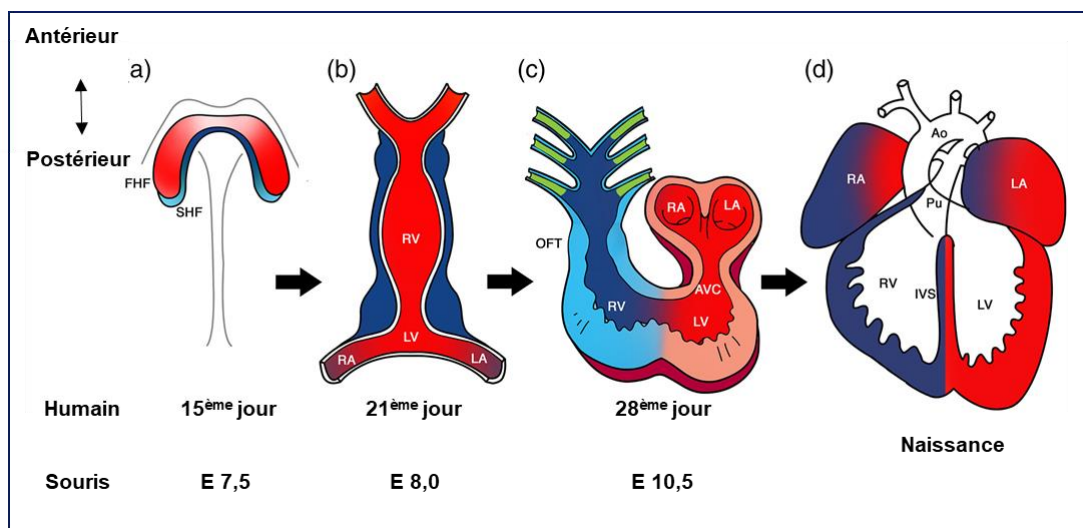 Antérieur
a)
(b)
(c)
(d)
Postérieur
FHF
SHF
RV
LV
RA
LA
OFT
RA
LA
RV
AVC
LV
Ao
RA
LA
Pu
RV
IVS
LV
Humain
15ème jour
21ème jour
28ème jour
Naissance
Souris
E 7,5
E 8,0
E 10,5